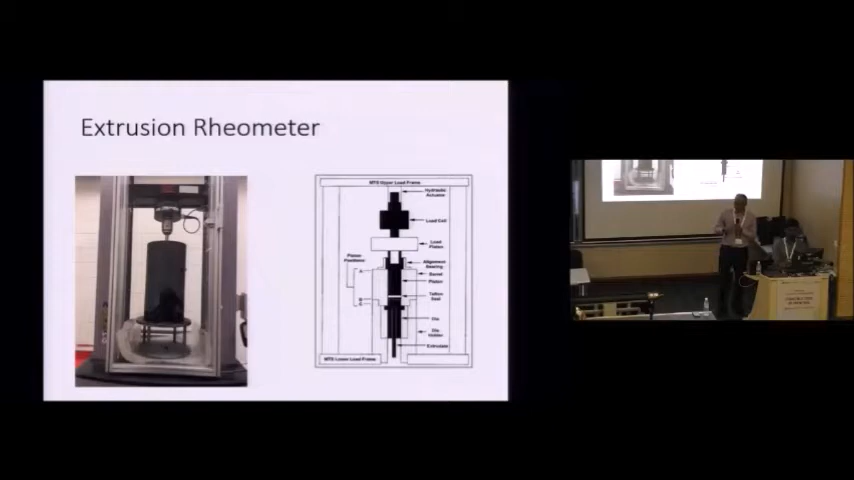 Extrusion Rheometer
MTS Upper Load Frame
Hydraulic
Actuator
Load Cell
Load
Platen
Alignment
Bearing
Barrel
Piston
Teflon
Seal
Die
Die
Holder
Extrudate
MTS Lower Load Frame